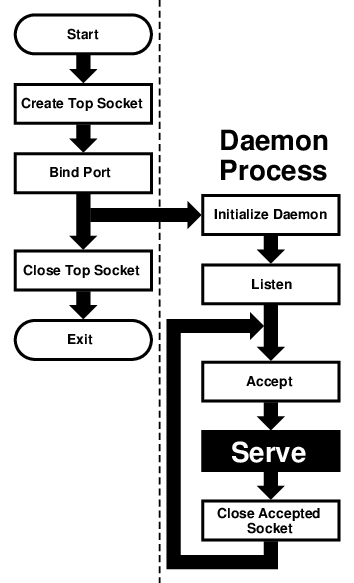 Start
Create Top Socket
Bind Port
Close Top Socket
Exit
Daemon
Process
Initialize Daemon
Listen
Accept
Serve
Close Accepted
Socket